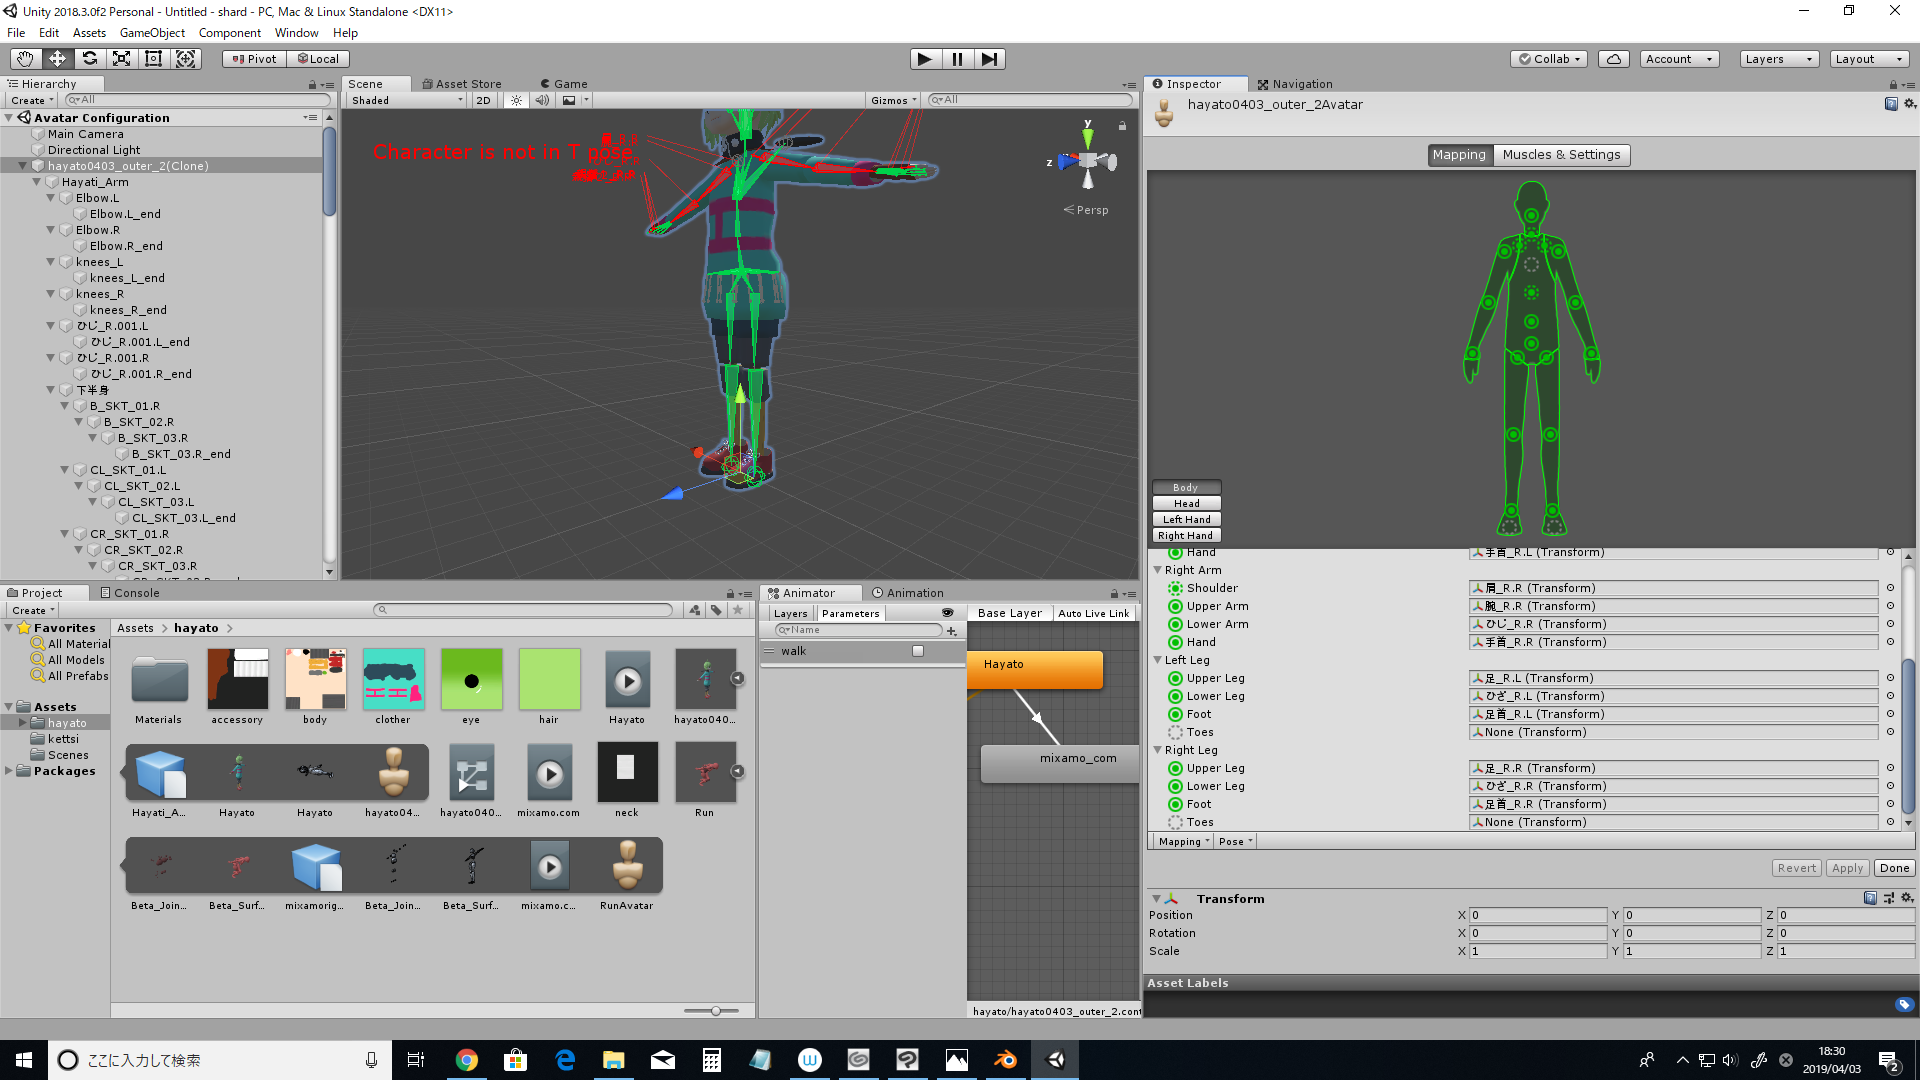 Unity 2018.3.0f2 Personal - Untitled - shard - PC, Mac & Linux Standalone <DX11>
File Edit Assets GameObject Component Window Help
Pivot Local
Collab Account Layers Layout
Hierarchy
Create All
Avatar Configuration
Main Camera
Directional Light
hayato0403_outer_2(Clone)
Hayati_Arm
Elbow.L
Elbow.L_end
Elbow.R
Elbow.R_end
knees_L
knees_L_end
knees_R
knees_R_end
ひじ_R.001.L
ひじ_R.001.L_end
ひじ_R.001.R
ひじ_R.001.R_end
下半身
B_SKT_01.R
B_SKT_02.R
B_SKT_03.R
B_SKT_03.R_end
CL_SKT_01.L
CL_SKT_02.L
CL_SKT_03.L
CL_SKT_03.L_end
CR_SKT_01.R
CR_SKT_02.R
CR_SKT_03.R
Scene Asset Store Game
Shaded 2D Gizmos All
Character is not in T pose
y
z
Persp
Inspector Navigation
hayato0403_outer_2Avatar
Mapping Muscles & Settings
Body
Head
Left Hand
Right Hand
Hand 手首_R.L (Transform)
Right Arm
Shoulder 肩_R.R (Transform)
Upper Arm 腕_R.R (Transform)
Lower Arm ひじ_R.R (Transform)
Hand 手首_R.R (Transform)
Left Leg
Upper Leg 足_R.L (Transform)
Lower Leg ひざ_R.L (Transform)
Foot 足首_R.L (Transform)
Toes None (Transform)
Right Leg
Upper Leg 足_R.R (Transform)
Lower Leg ひざ_R.R (Transform)
Foot 足首_R.R (Transform)
Toes None (Transform)
Mapping Pose
Revert Apply Done
Transform
Position X 0 Y 0 Z 0
Rotation X 0 Y 0 Z 0
Scale X 1 Y 1 Z 1
Asset Labels
Project Console
Create
Favorites
All Material
All Models
All Prefabs
Assets
hayato
kettsi
Scenes
Packages
Assets > hayato >
Materials accessory body clother eye hair Hayato hayato040...
Hayati_A... Hayato Hayato hayato04... hayato040... mixamo.com neck Run
Beta_Join... Beta_Surf... mixamorig... Beta_Join... Beta_Surf... mixamo.c... RunAvatar
Animator Animation
Layers Parameters Base Layer Auto Live Link
Name
walk
Hayato
mixamo_com
hayato/hayato0403_outer_2.cont
ここに入力して検索
18:30
2019/04/03
2